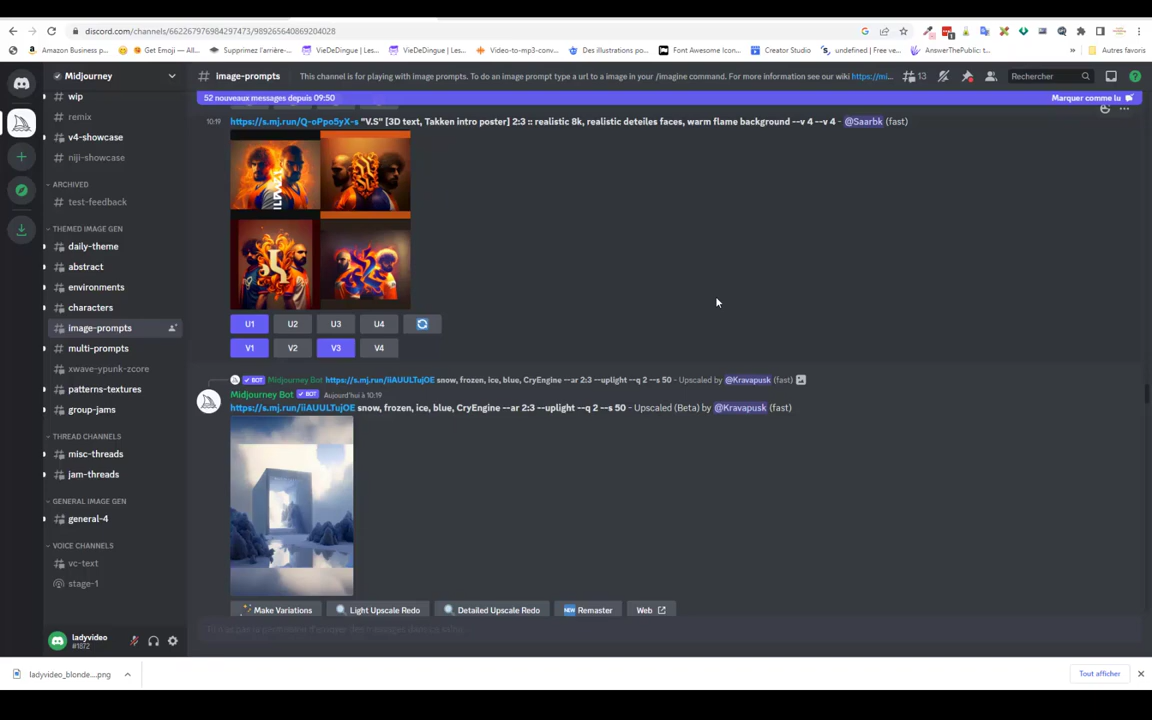 discord.com/channels/662267976984297473/989265640869204028
Amazon Business p... Get Emoji — All... Supprimez l'arrière-... VieDeDingue | Les... VieDeDingue | Les... Video-to-mp3-conv... Des illustrations po... Font Awesome Icon... Creator Studio undefined | Free ve... AnswerThePublic: t... » Autres favoris
Midjourney
# image-prompts This channel is for playing with image prompts. To do an image prompt type a url to a image in your /imagine command. For more information see our wiki https://mi... 13 Rechercher
52 nouveaux messages depuis 09:50 Marquer comme lu
wip
remix
v4-showcase
niji-showcase
ARCHIVED
test-feedback
THEMED IMAGE GEN
daily-theme
abstract
environments
characters
image-prompts
multi-prompts
xwave-ypunk-zcore
patterns-textures
group-jams
THREAD CHANNELS
misc-threads
jam-threads
GENERAL IMAGE GEN
general-4
VOICE CHANNELS
vc-text
stage-1
ladyvideo
#1872
10:19 https://s.mj.run/Q-oPpo5yX-s "V.S" [3D text, Takken intro poster] 2:3 :: realistic 8k, realistic deteiles faces, warm flame background --v 4 --v 4 - @Saarbk (fast)
U1 U2 U3 U4
V1 V2 V3 V4
BOT Midjourney Bot https://s.mj.run/iiAUULTujOE snow, frozen, ice, blue, CryEngine --ar 2:3 --uplight --q 2 --s 50 - Upscaled by @Kravapusk (fast)
Midjourney Bot BOT Aujourd'hui à 10:19
https://s.mj.run/iiAUULTujOE snow, frozen, ice, blue, CryEngine --ar 2:3 --uplight --q 2 --s 50 - Upscaled (Beta) by @Kravapusk (fast)
Make Variations Light Upscale Redo Detailed Upscale Redo NEW Remaster Web
ladyvideo_blonde....png Tout afficher